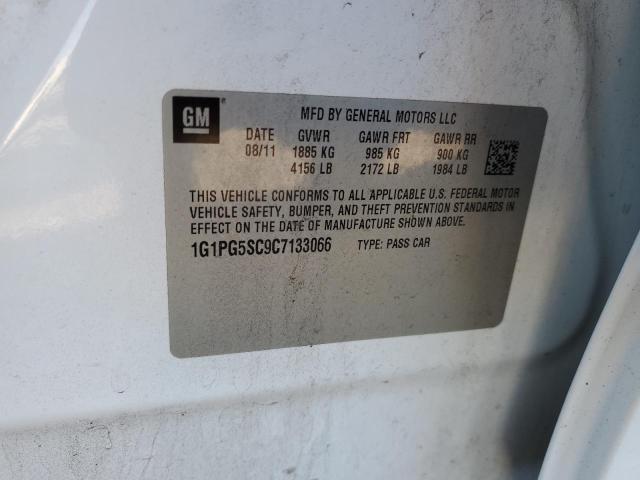 GM
MFD BY GENERAL MOTORS LLC
DATE GVWR GAWR FRT GAWR RR
08/11 1885 KG 985 KG 900 KG
4156 LB 2172 LB 1984 LB
THIS VEHICLE CONFORMS TO ALL APPLICABLE U.S. FEDERAL MOTOR
VEHICLE SAFETY, BUMPER, AND THEFT PREVENTION STANDARDS IN
EFFECT ON THE DATE OF MANUFACTURE SHOWN ABOVE.
1G1PG5SC9C7133066 TYPE: PASS CAR